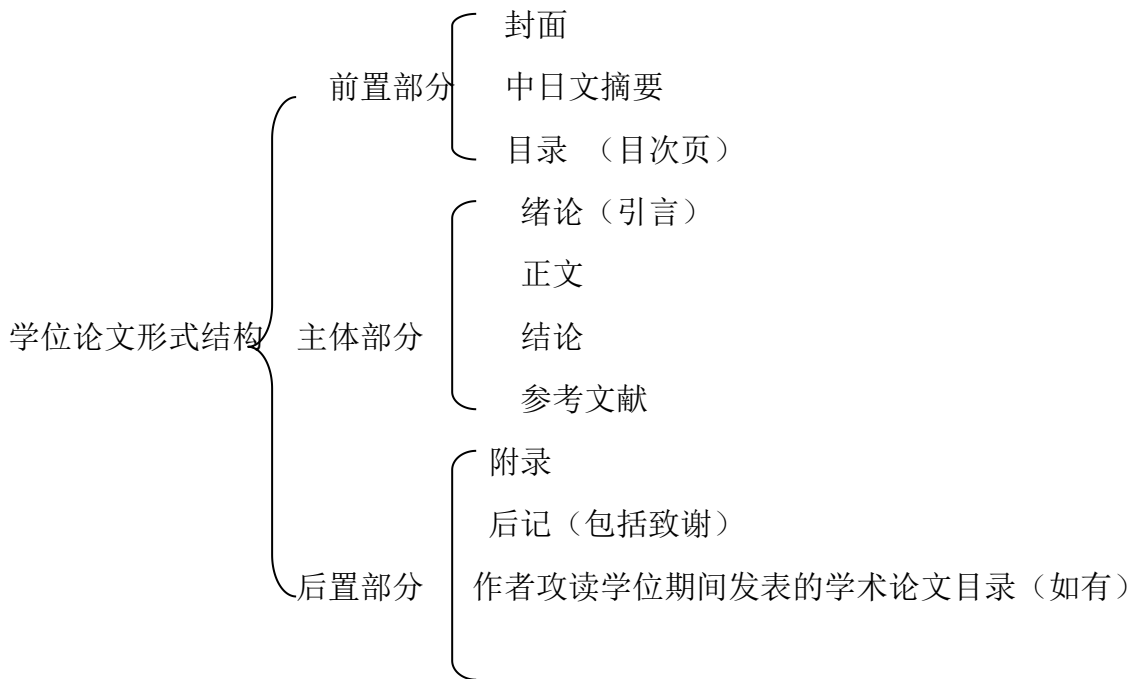 封面
前置部分 中日文摘要
目录 （目次页）
绪论（引言）
正文
学位论文形式结构 主体部分 结论
参考文献
附录
后记（包括致谢）
后置部分 作者攻读学位期间发表的学术论文目录（如有）